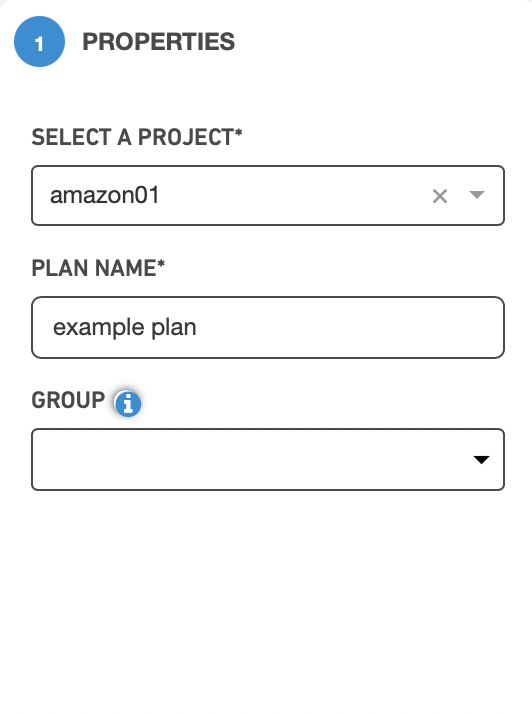 1 PROPERTIES
SELECT A PROJECT*
amazon01
PLAN NAME*
example plan
GROUP